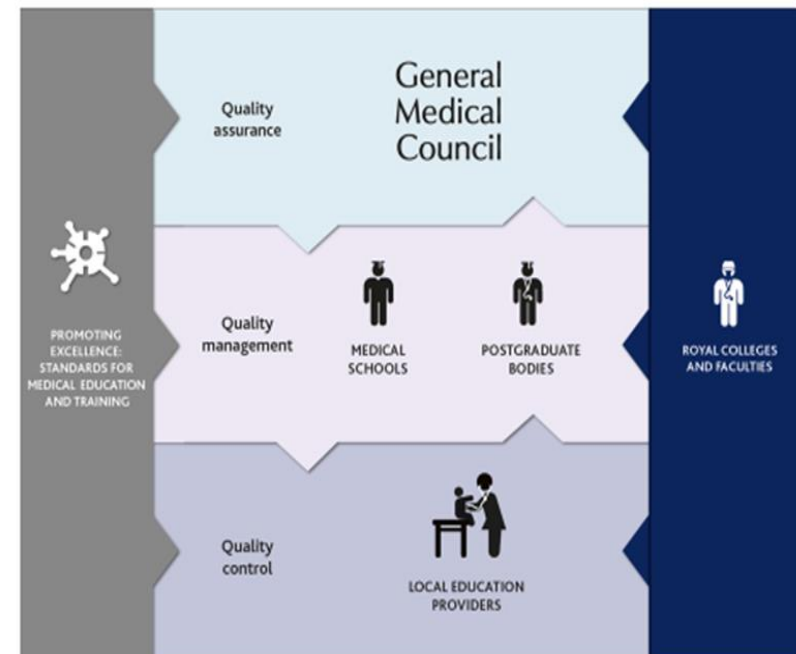 PROMOTING
EXCELLENCE:
STANDARDS FOR
MEDICAL EDUCATION
AND TRAINING
Quality
assurance
General
Medical
Council
Quality
management
MEDICAL
SCHOOLS
POSTGRADUATE
BODIES
Quality
control
LOCAL EDUCATION
PROVIDERS
ROYAL COLLEGES
AND FACULTIES